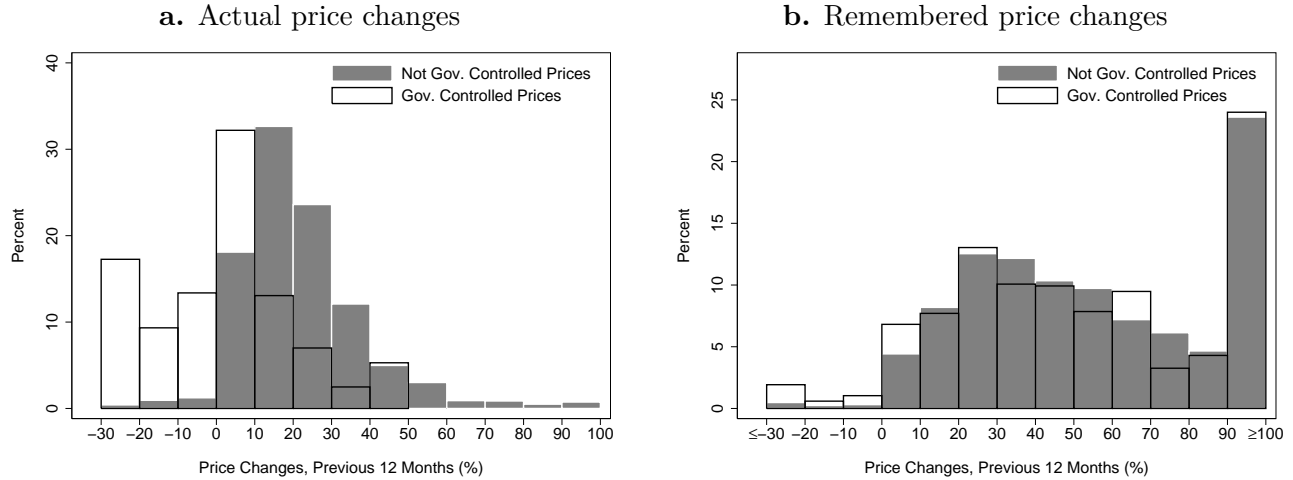 a. Actual price changes
40
30
20
10
0
Percent
Not Gov. Controlled Prices
Gov. Controlled Prices
−30 −20 −10 0 10 20 30 40 50 60 70 80 90 100
Price Changes, Previous 12 Months (%)
b. Remembered price changes
25
20
15
10
5
0
Percent
Not Gov. Controlled Prices
Gov. Controlled Prices
≤−30 −20 −10 0 10 20 30 40 50 60 70 80 90 ≥100
Price Changes, Previous 12 Months (%)